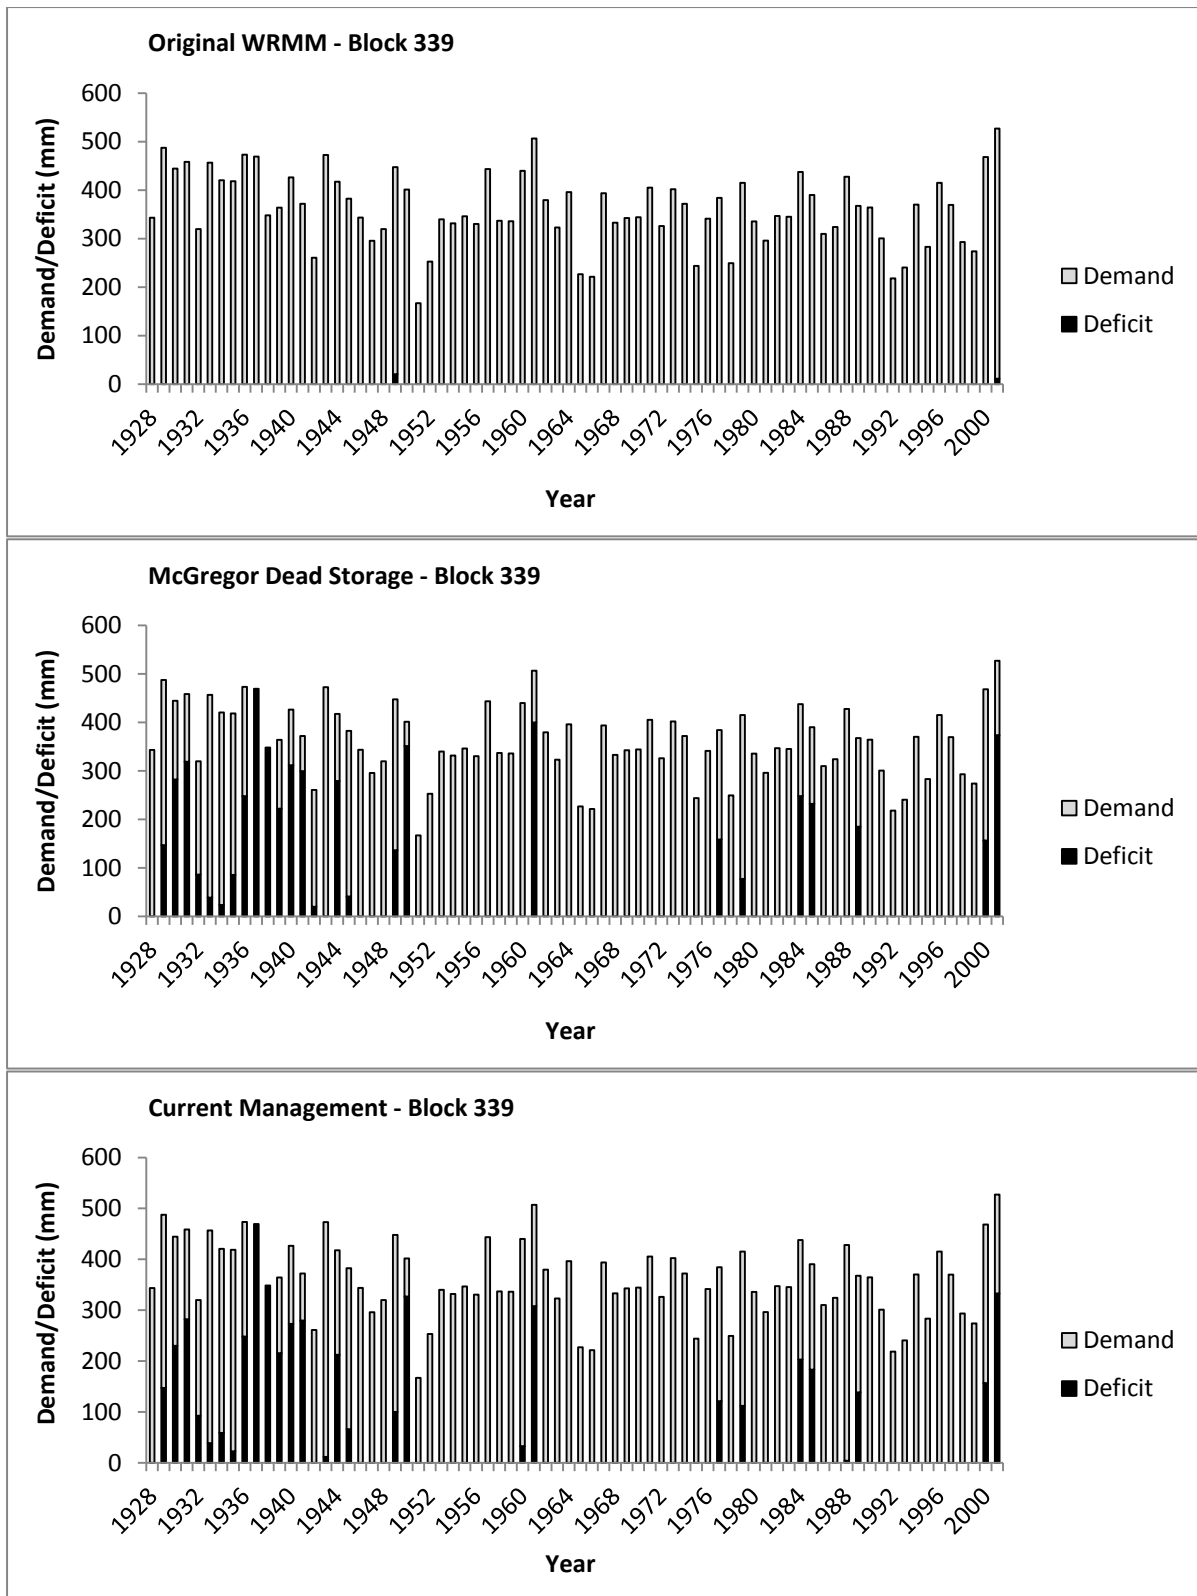 Original WRMM - Block 339
Demand/Deficit (mm)
600
500
400
300
200
100
0
1928 1932 1936 1940 1944 1948 1952 1956 1960 1964 1968 1972 1976 1980 1984 1988 1992 1996 2000
Year
Demand
Deficit
McGregor Dead Storage - Block 339
Demand/Deficit (mm)
600
500
400
300
200
100
0
1928 1932 1936 1940 1944 1948 1952 1956 1960 1964 1968 1972 1976 1980 1984 1988 1992 1996 2000
Year
Demand
Deficit
Current Management - Block 339
Demand/Deficit (mm)
600
500
400
300
200
100
0
1928 1932 1936 1940 1944 1948 1952 1956 1960 1964 1968 1972 1976 1980 1984 1988 1992 1996 2000
Year
Demand
Deficit